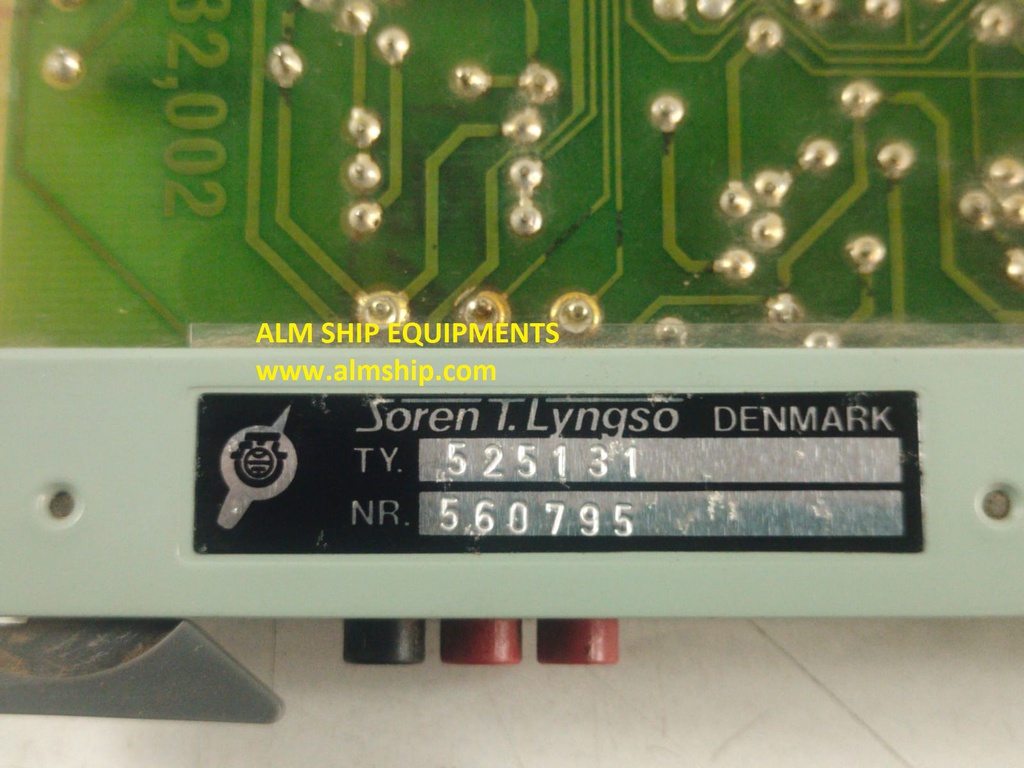 32,002
ALM SHIP EQUIPMENTS
www.almship.com
Soren T. Lyngso DENMARK
TY. 525131
NR. 560795